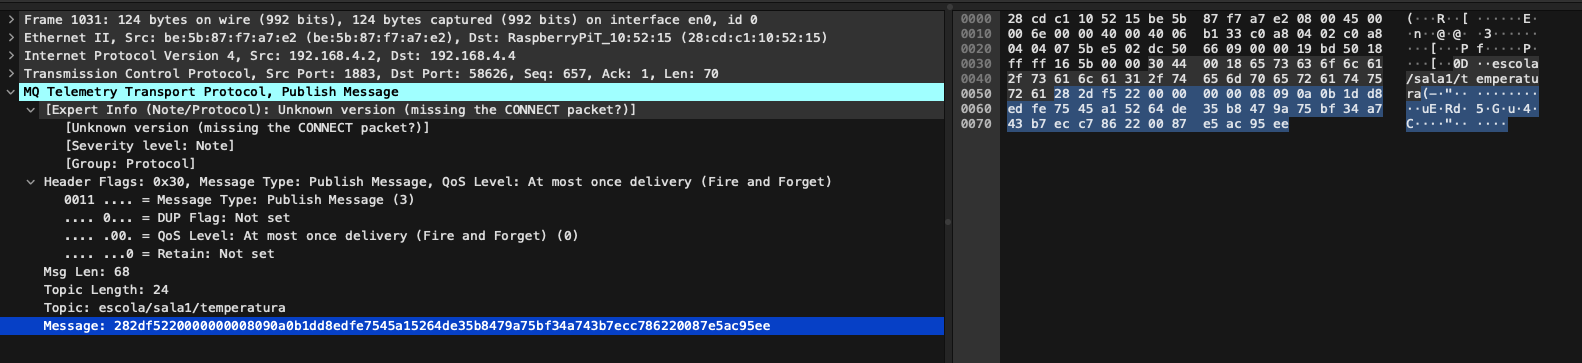 Frame 1031: 124 bytes on wire (992 bits), 124 bytes captured (992 bits) on interface en0, id 0
Ethernet II, Src: be:5b:87:f7:a7:e2 (be:5b:87:f7:a7:e2), Dst: RaspberryPiT_10:52:15 (28:cd:c1:10:52:15)
Internet Protocol Version 4, Src: 192.168.4.2, Dst: 192.168.4.4
Transmission Control Protocol, Src Port: 1883, Dst Port: 58626, Seq: 657, Ack: 1, Len: 70
MQ Telemetry Transport Protocol, Publish Message
[Expert Info (Note/Protocol): Unknown version (missing the CONNECT packet?)]
[Unknown version (missing the CONNECT packet?)]
[Severity level: Note]
[Group: Protocol]
Header Flags: 0x30, Message Type: Publish Message, QoS Level: At most once delivery (Fire and Forget)
0011 .... = Message Type: Publish Message (3)
.... 0... = DUP Flag: Not set
.... .00. = QoS Level: At most once delivery (Fire and Forget) (0)
.... ...0 = Retain: Not set
Msg Len: 68
Topic Length: 24
Topic: escola/sala1/temperatura
Message: 282df5220000000008090a0b1dd8edfe7545a15264de35b8479a75bf34a743b7ecc786220087e5ac95ee
0000 28 cd c1 10 52 15 be 5b 87 f7 a7 e2 08 00 45 00 (···R··[ ······E·
0010 00 6e 00 00 40 00 40 06 b1 33 c0 a8 04 02 c0 a8 ·n··@·@· ·3······
0020 04 04 07 5b e5 02 dc 50 66 09 00 00 19 bd 50 18 ···[···P f·····P·
0030 ff ff 16 5b 00 00 30 44 00 18 65 73 63 6f 6c 61 ···[··0D ··escola
0040 2f 73 61 6c 61 31 2f 74 65 6d 70 65 72 61 74 75 /sala1/t emperatu
0050 72 61 28 2d f5 22 00 00 00 00 08 09 0a 0b 1d d8 ra(-·"·· ········
0060 ed fe 75 45 a1 52 64 de 35 b8 47 9a 75 bf 34 a7 ··uE·Rd· 5·G·u·4·
0070 43 b7 ec c7 86 22 00 87 e5 ac 95 ee C····"·· ····